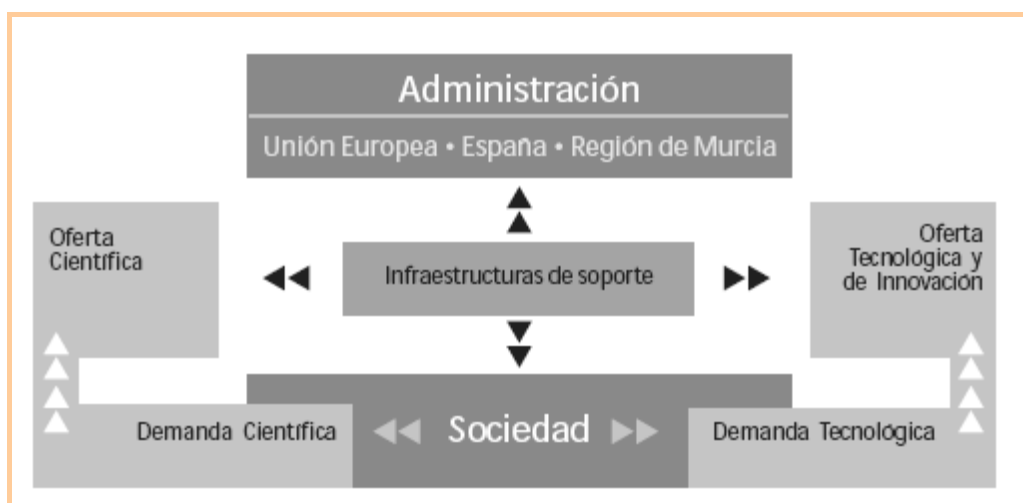 Administración
Unión Europea • España • Región de Murcia
Oferta
Científica
Infraestructuras de soporte
Oferta
Tecnológica y
de Innovación
Demanda Científica
Sociedad
Demanda Tecnológica